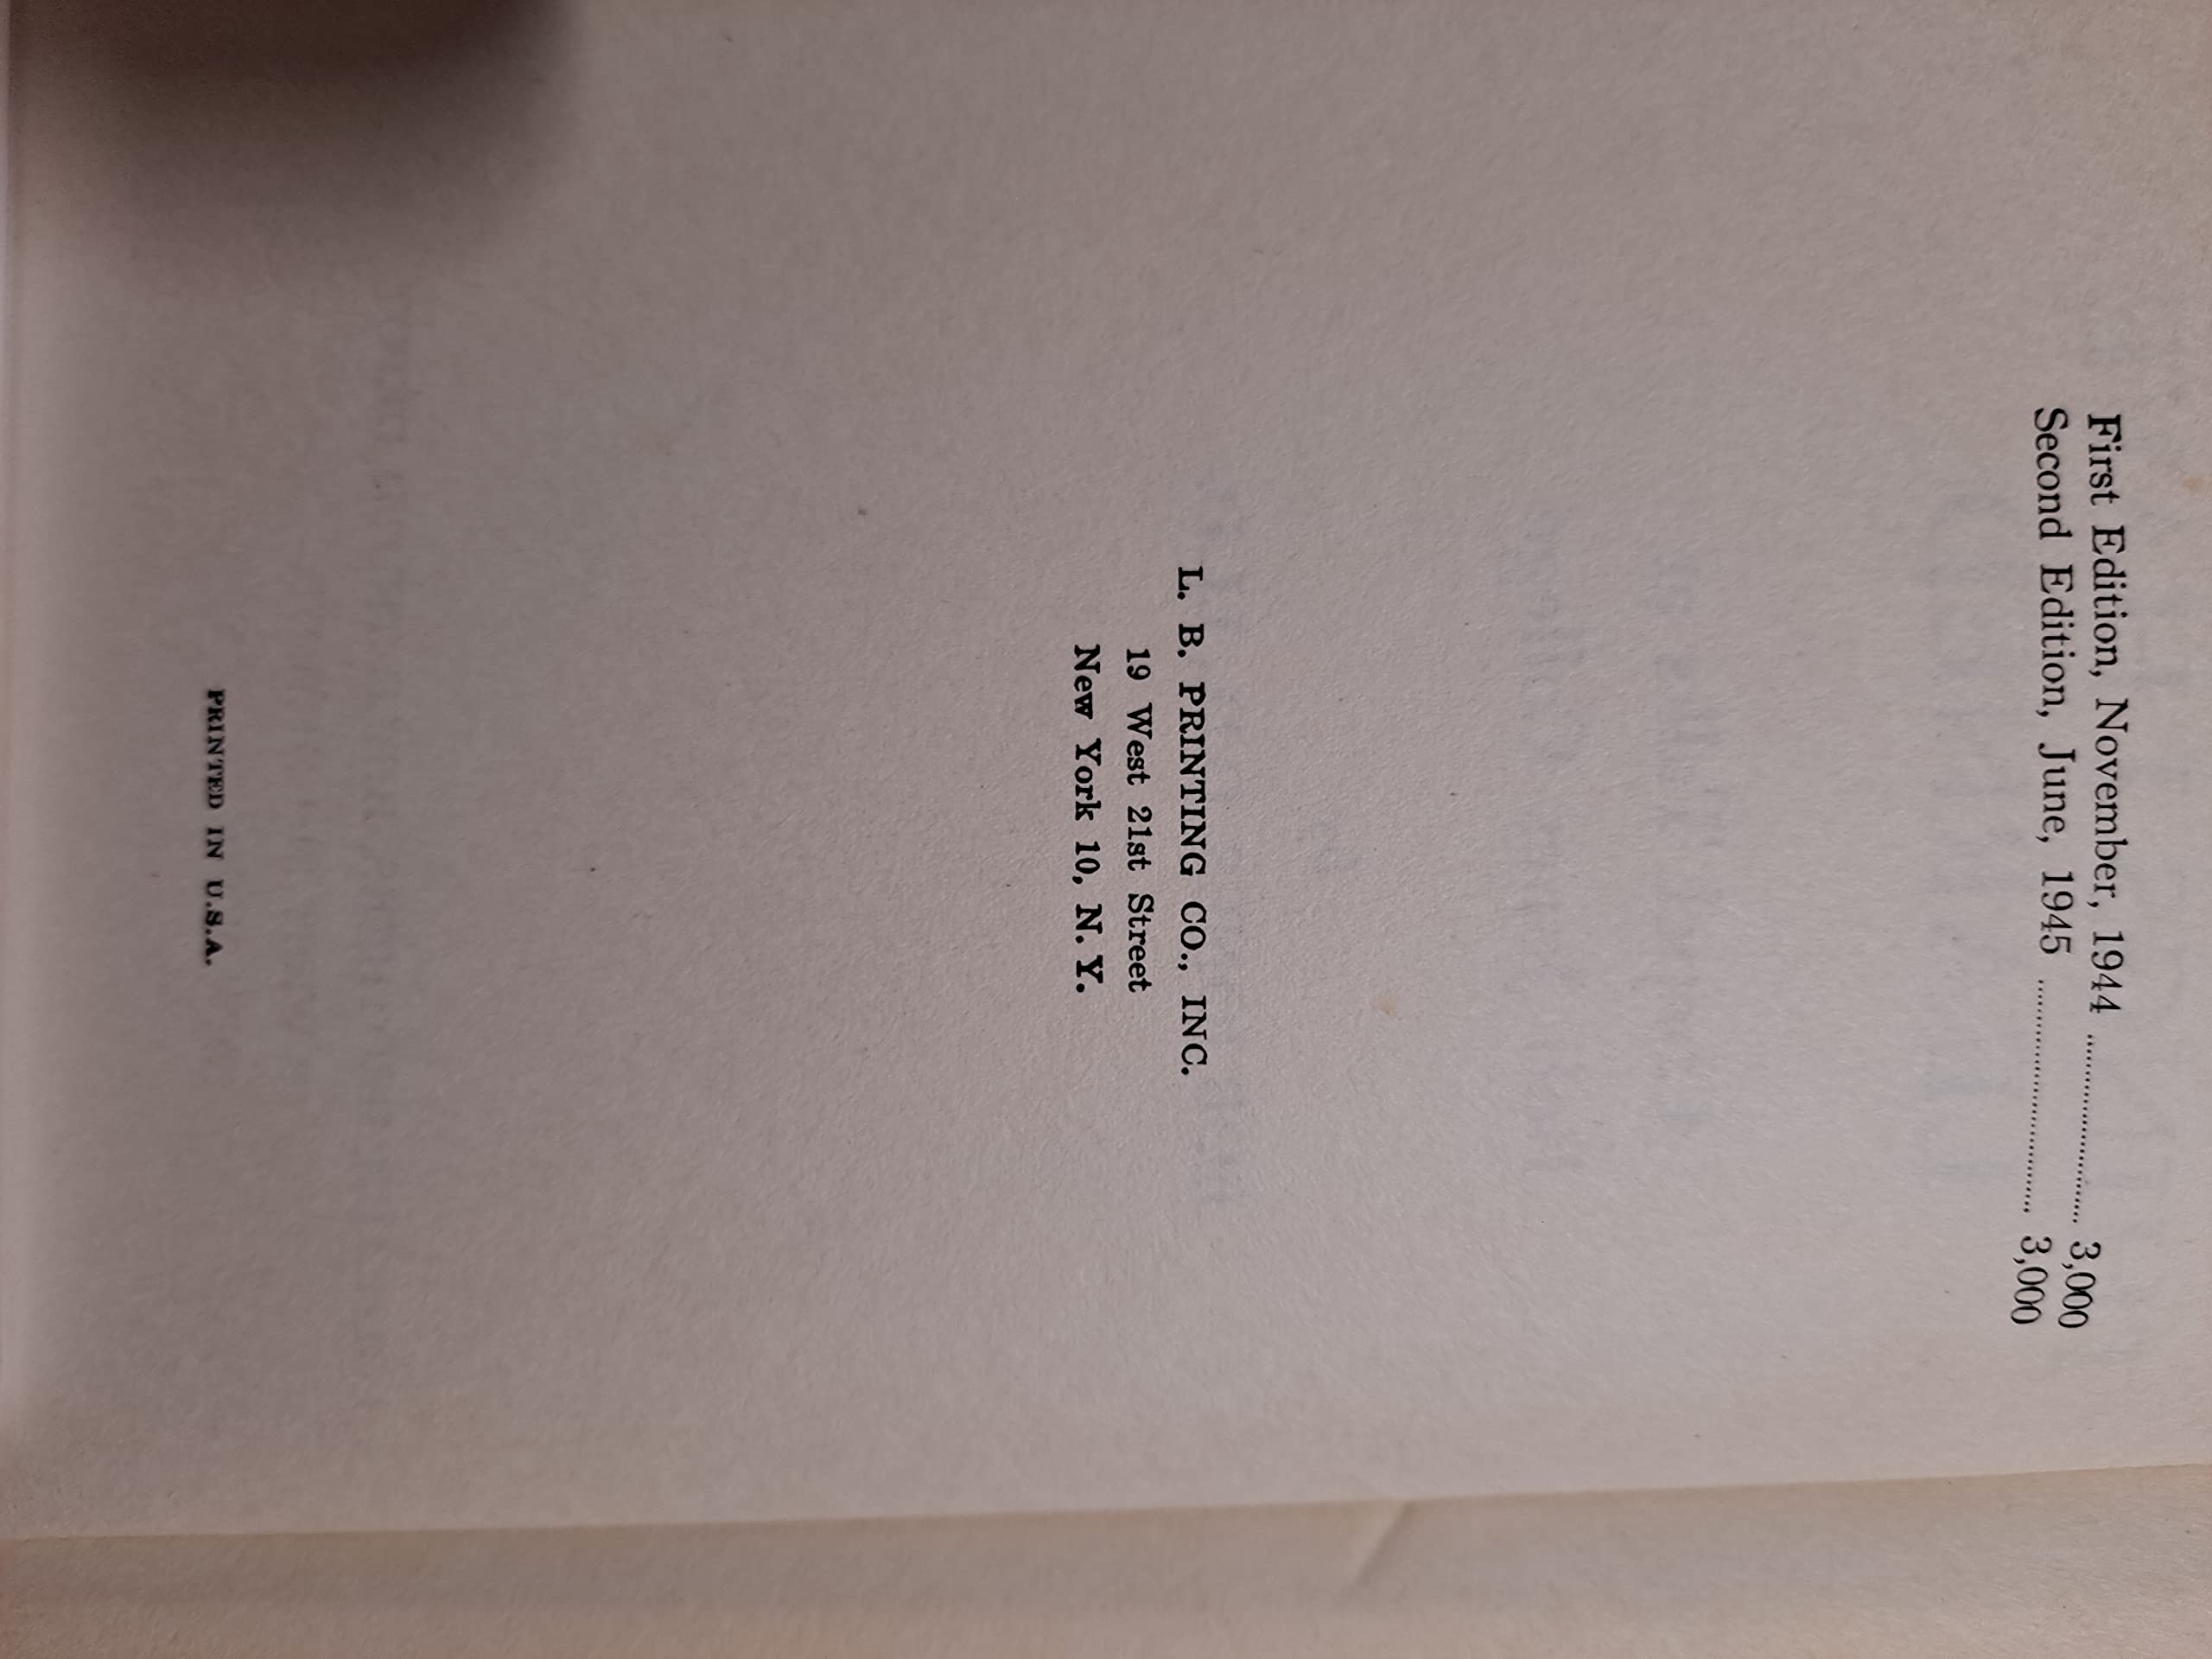 First Edition, November, 1944 ........................ 3,000
Second Edition, June, 1945 ............................. 3,000
L. B. PRINTING CO., INC.
19 West 21st Street
New York 10, N. Y.
PRINTED IN U.S.A.